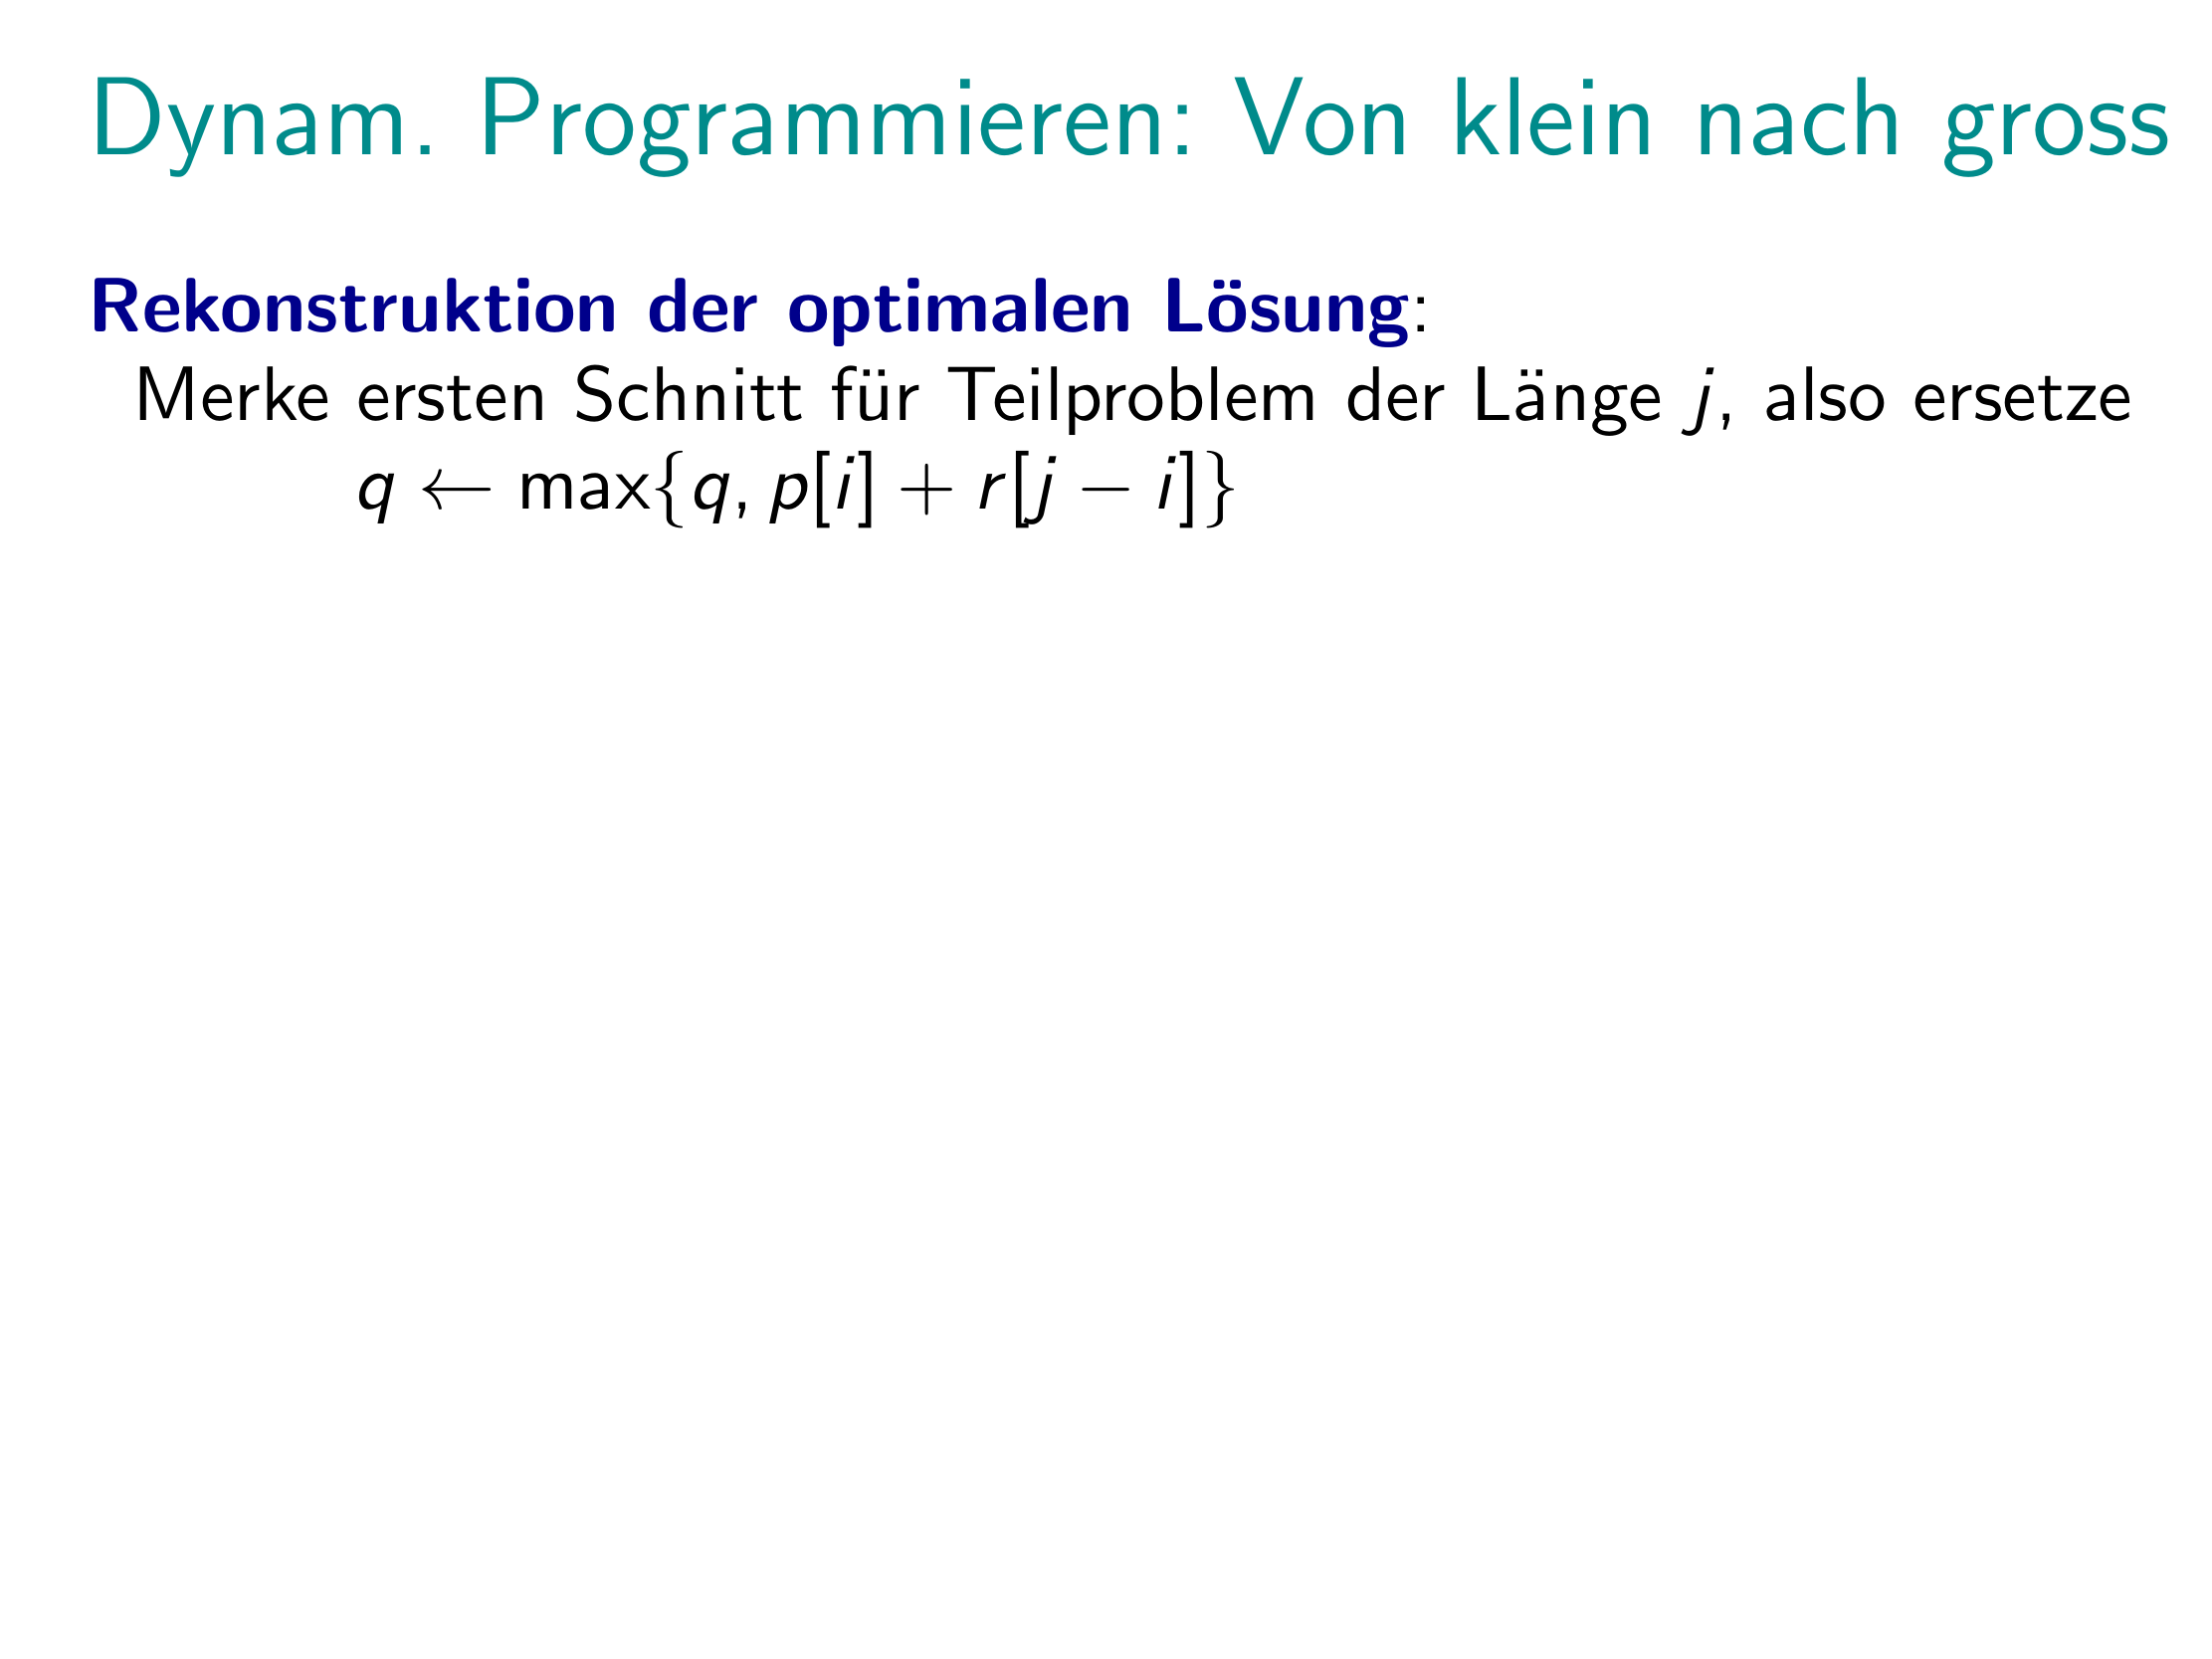 Dynam. Programmieren: Von klein nach gross
Rekonstruktion der optimalen Lösung:
Merke ersten Schnitt für Teilproblem der Länge j, also ersetze
q ← max{q, p[i] + r[j − i]}